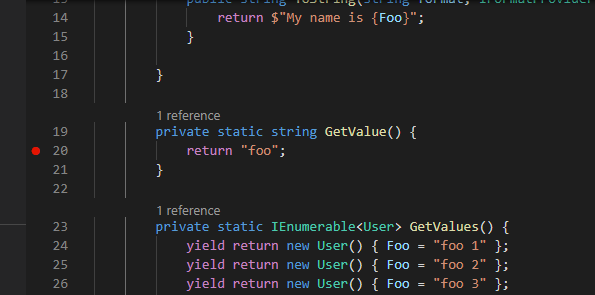 13 public string ToString(string format, IFormatProvider
14 return $"My name is {Foo}";
15 }
16
17 }
18
1 reference
19 private static string GetValue() {
20 return "foo";
21 }
22
1 reference
23 private static IEnumerable<User> GetValues() {
24 yield return new User() { Foo = "foo 1" };
25 yield return new User() { Foo = "foo 2" };
26 yield return new User() { Foo = "foo 3" };